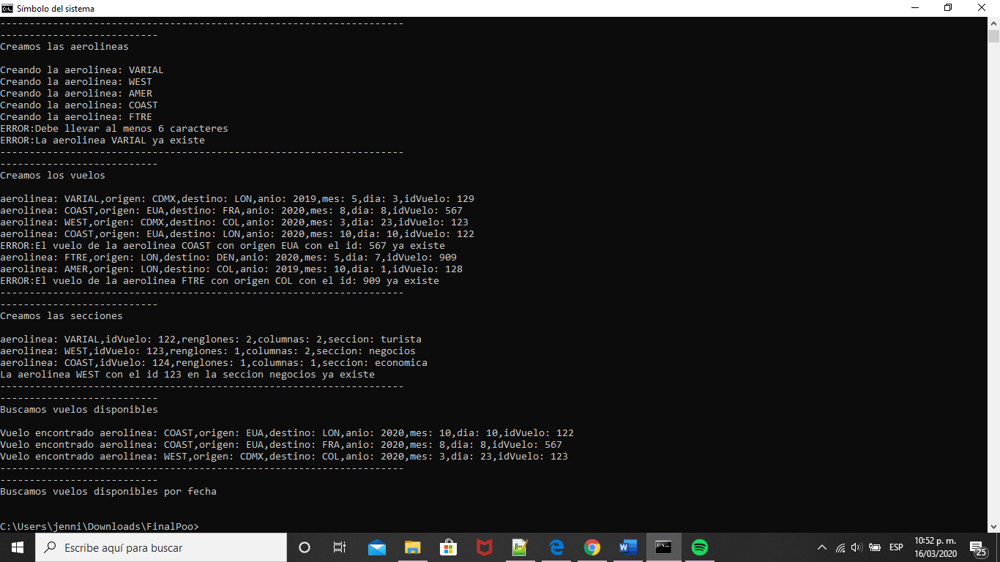 Símbolo del sistema
---------------------------------------------------------------------
---------------------------
Creamos las aerolineas
Creando la aerolinea: VARIAL
Creando la aerolinea: WEST
Creando la aerolinea: AMER
Creando la aerolinea: COAST
Creando la aerolinea: FTRE
ERROR:Debe llevar al menos 6 caracteres
ERROR:La aerolinea VARIAL ya existe
---------------------------------------------------------------------
---------------------------
Creamos los vuelos
aerolinea: VARIAL,origen: CDMX,destino: LON,anio: 2019,mes: 5,dia: 3,idVuelo: 129
aerolinea: COAST,origen: EUA,destino: FRA,anio: 2020,mes: 8,dia: 8,idVuelo: 567
aerolinea: WEST,origen: CDMX,destino: COL,anio: 2020,mes: 3,dia: 23,idVuelo: 123
aerolinea: COAST,origen: EUA,destino: LON,anio: 2020,mes: 10,dia: 10,idVuelo: 122
ERROR:El vuelo de la aerolinea COAST con origen EUA con el id: 567 ya existe
aerolinea: FTRE,origen: LON,destino: DEN,anio: 2020,mes: 5,dia: 7,idVuelo: 909
aerolinea: AMER,origen: LON,destino: COL,anio: 2019,mes: 10,dia: 1,idVuelo: 128
ERROR:El vuelo de la aerolinea FTRE con origen COL con el id: 909 ya existe
---------------------------------------------------------------------
---------------------------
Creamos las secciones
aerolinea: VARIAL,idVuelo: 122,renglones: 2,columnas: 2,seccion: turista
aerolinea: WEST,idVuelo: 123,renglones: 1,columnas: 2,seccion: negocios
aerolinea: COAST,idVuelo: 124,renglones: 1,columnas: 1,seccion: economica
La aerolinea WEST con el id 123 en la seccion negocios ya existe
---------------------------------------------------------------------
---------------------------
Buscamos vuelos disponibles
Vuelo encontrado aerolinea: COAST,origen: EUA,destino: LON,anio: 2020,mes: 10,dia: 10,idVuelo: 122
Vuelo encontrado aerolinea: COAST,origen: EUA,destino: FRA,anio: 2020,mes: 8,dia: 8,idVuelo: 567
Vuelo encontrado aerolinea: WEST,origen: CDMX,destino: COL,anio: 2020,mes: 3,dia: 23,idVuelo: 123
---------------------------------------------------------------------
---------------------------
Buscamos vuelos disponibles por fecha
C:\Users\jenni\Downloads\FinalPoo>
Escribe aquí para buscar
ESP
10:52 p. m.
16/03/2020
25